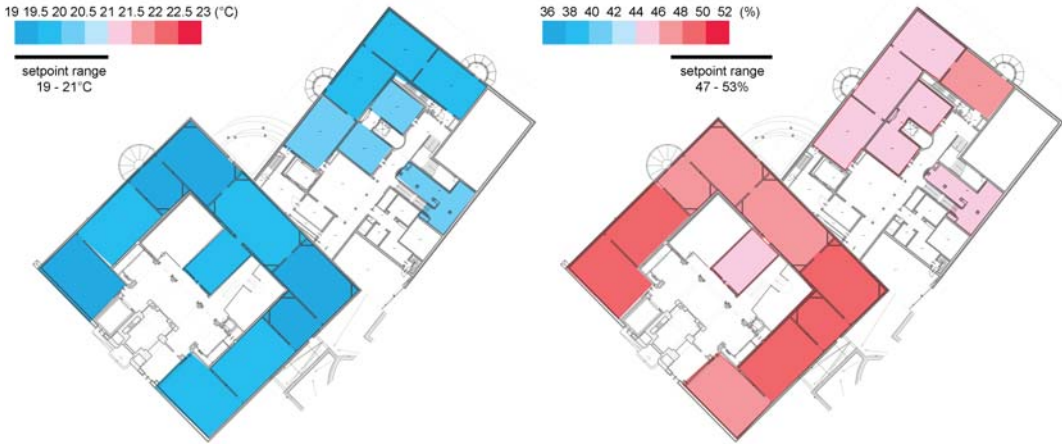 19 19.5 20 20.5 21 21.5 22 22.5 23 (°C)
setpoint range
19 - 21°C
36 38 40 42 44 46 48 50 52 (%)
setpoint range
47 - 53%